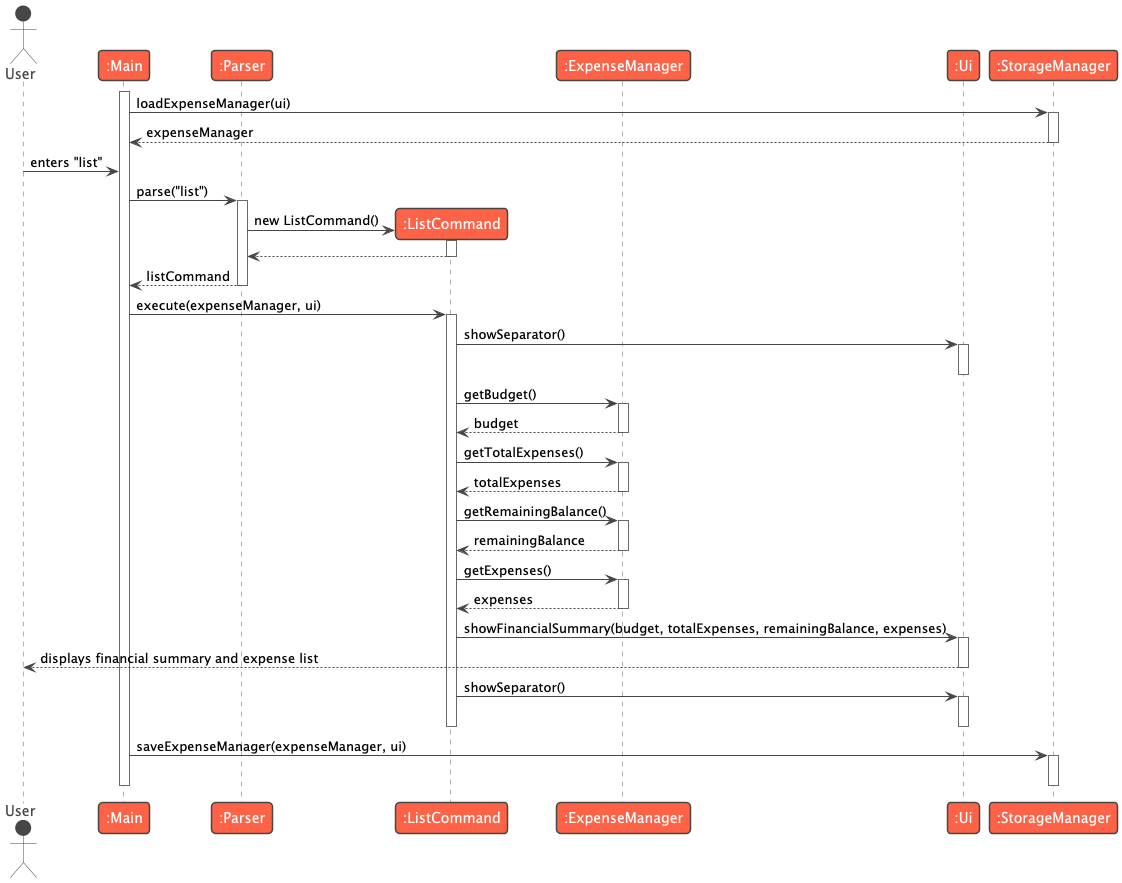 User
:Main
:Parser
:ExpenseManager
:Ui
:StorageManager
loadExpenseManager(ui)
expenseManager
enters "list"
parse("list")
new ListCommand()
:ListCommand
listCommand
execute(expenseManager, ui)
showSeparator()
getBudget()
budget
getTotalExpenses()
totalExpenses
getRemainingBalance()
remainingBalance
getExpenses()
expenses
showFinancialSummary(budget, totalExpenses, remainingBalance, expenses)
displays financial summary and expense list
showSeparator()
saveExpenseManager(expenseManager, ui)
User
:Main
:Parser
:ListCommand
:ExpenseManager
:Ui
:StorageManager